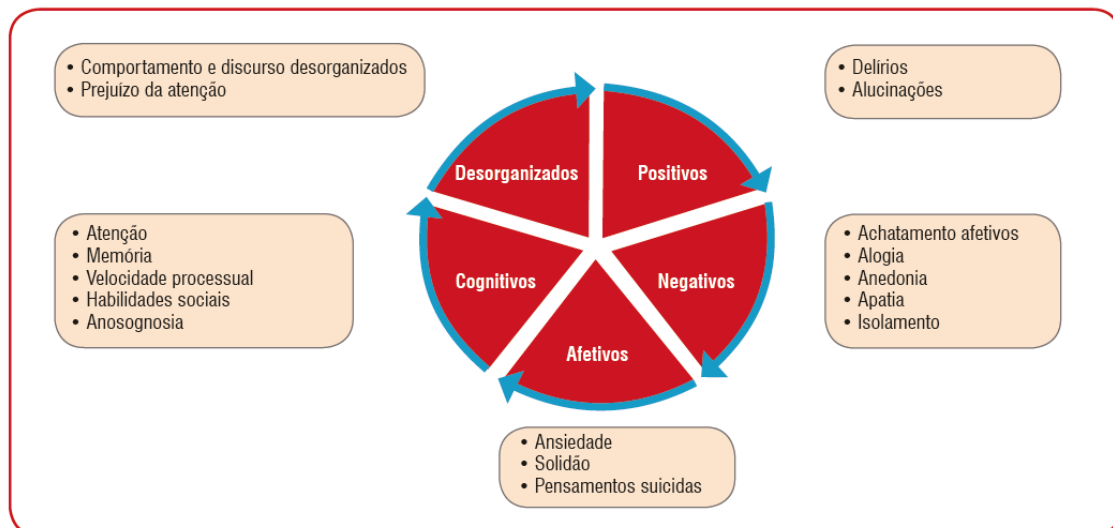 • Comportamento e discurso desorganizados
• Prejuízo da atenção
• Delírios
• Alucinações
Desorganizados
Positivos
• Atenção
• Memória
• Velocidade processual
• Habilidades sociais
• Anosognosia
Cognitivos
Negativos
• Achatamento afetivos
• Alogia
• Anedonia
• Apatia
• Isolamento
Afetivos
• Ansiedade
• Solidão
• Pensamentos suicidas